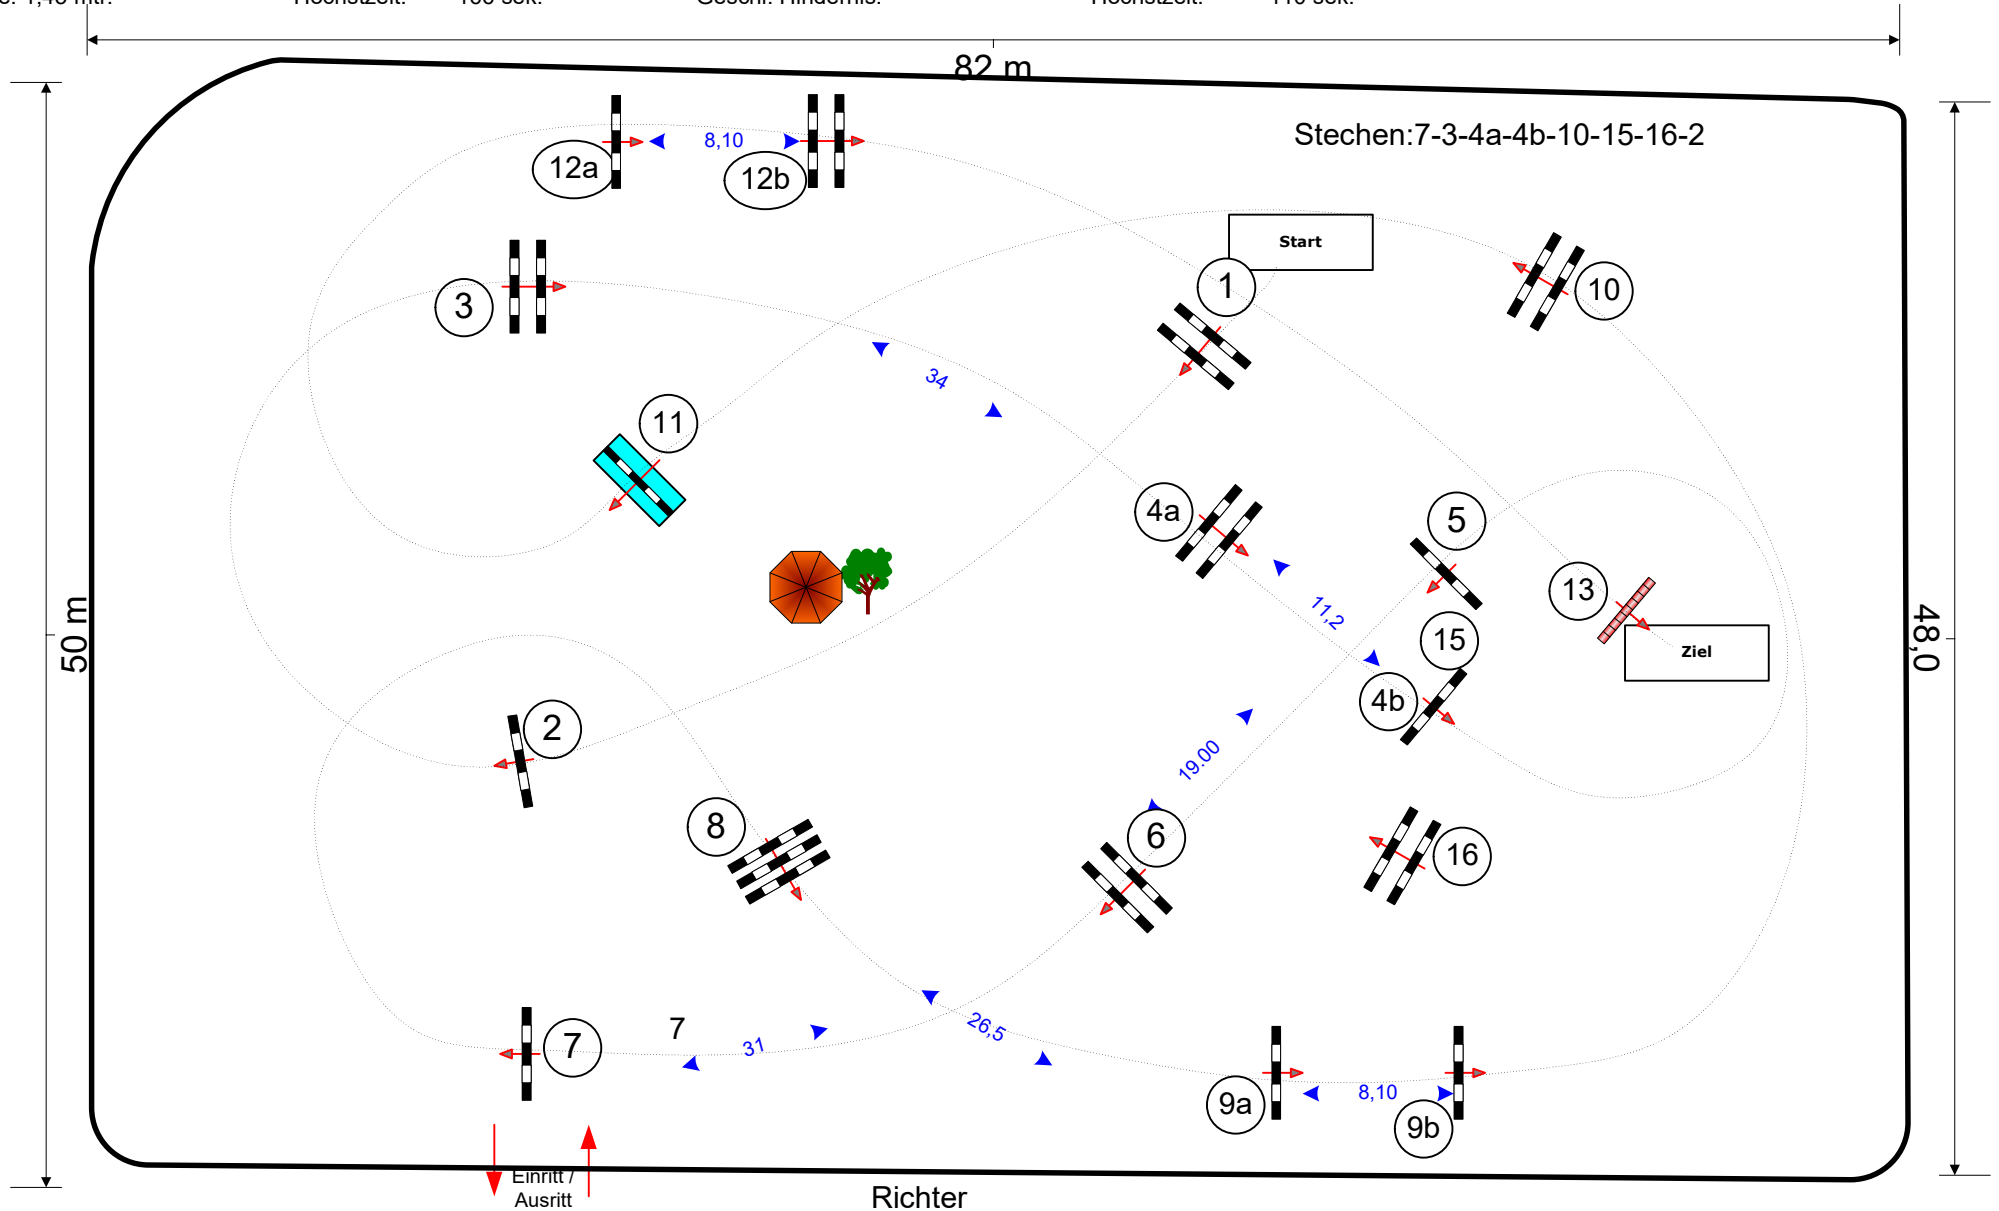 82 m
Stechen:7-3-4a-4b-10-15-16-2
8,10
12a
12b
Start
1
10
3
34
11
4a
5
11,2
13
15
Ziel
50 m
48,0
4b
2
19.00
8
6
16
7
31
26,5
7
9a
8,10
9b
Einritt /
Ausritt
Richter